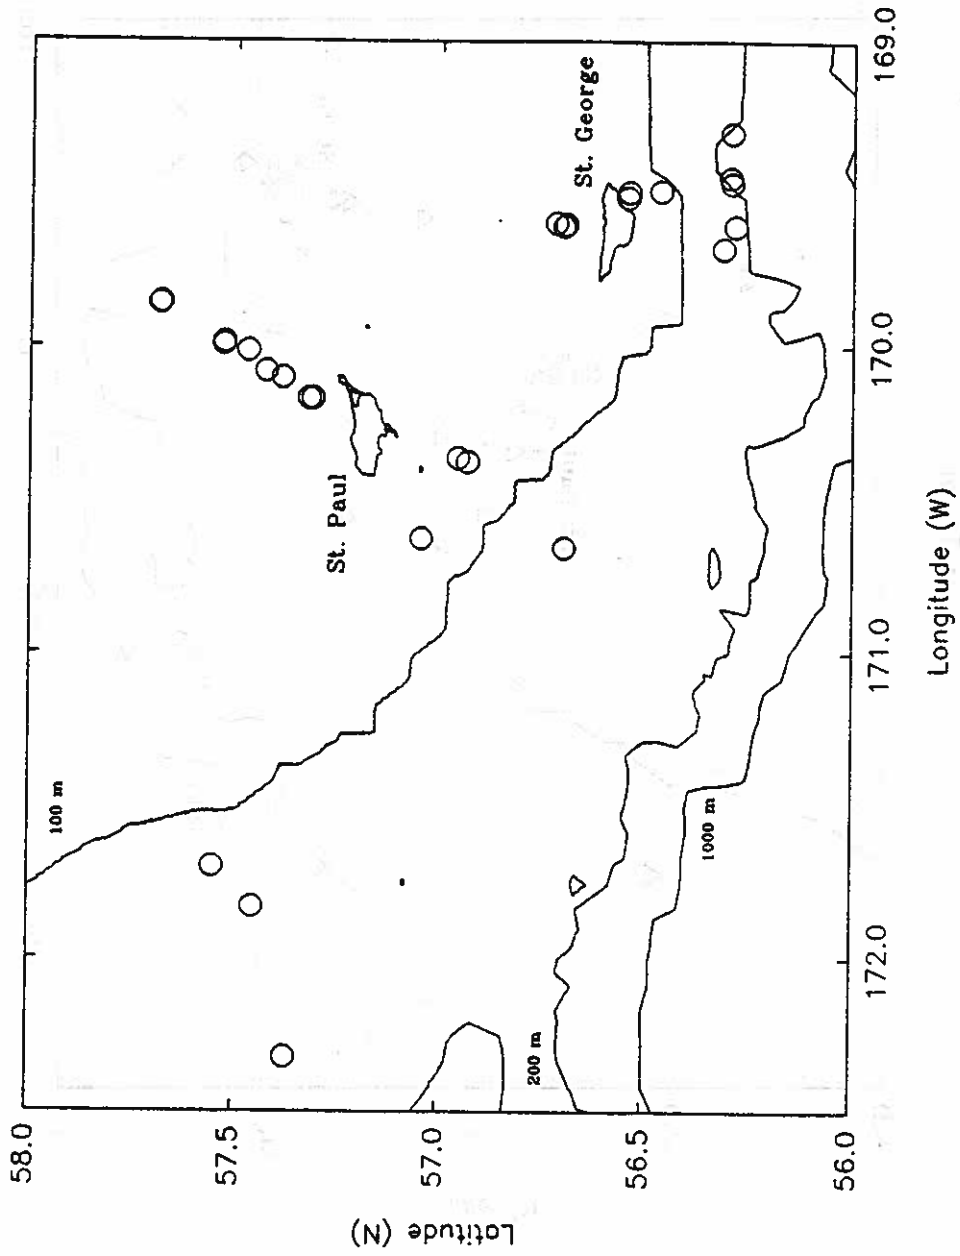 58.0
57.5
57.0
56.5
56.0
Latitude (N)
172.0
171.0
170.0
169.0
Longitude (W)
100 m
200 m
1000 m
St. Paul
St. George